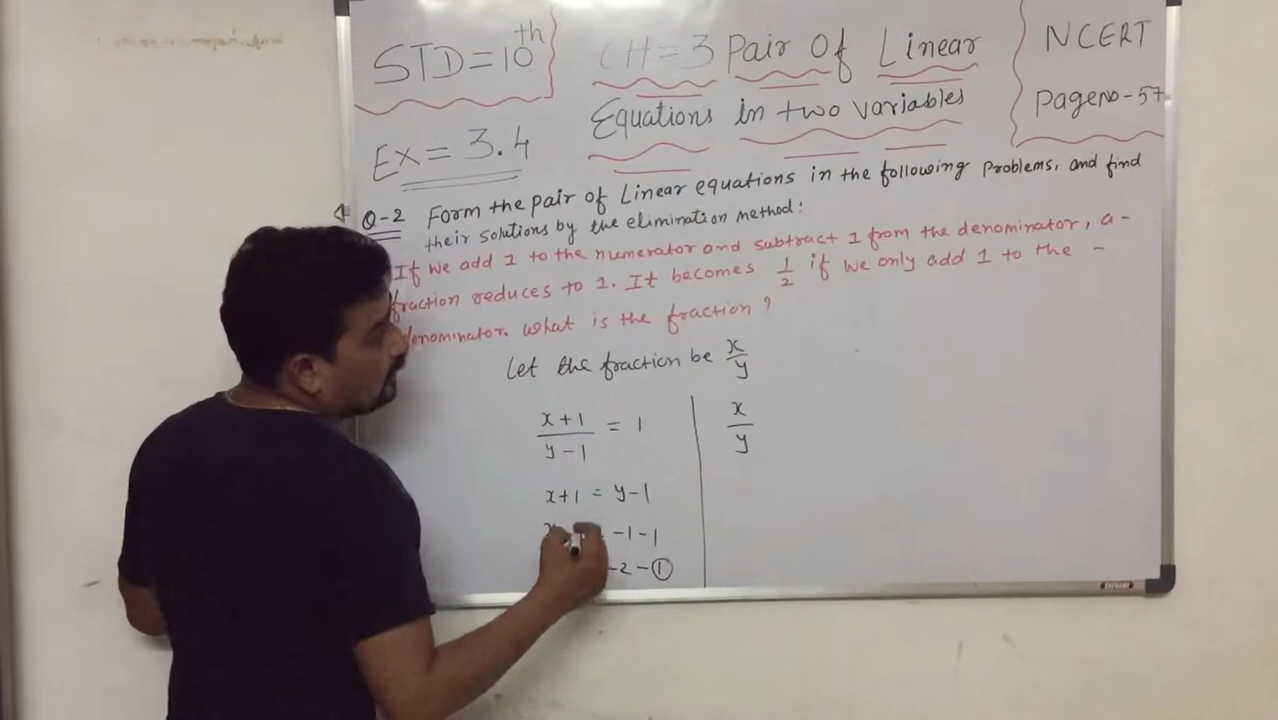 STD = 10th
CH = 3 Pair Of Linear
Equations in two variables
NCERT
Page no - 57
Ex = 3.4
Q-2 Form the pair of Linear equations in the following Problems, and find
their solutions by the elimination method:
If we add 1 to the numerator and subtract 1 from the denominator, a-
fraction reduces to 1. It becomes 1/2 if we only add 1 to the -
denominator. what is the fraction?
Let the fraction be x/y
x+1
y-1
= 1
x+1 = y-1
-1-1
-2 - ①
x
y